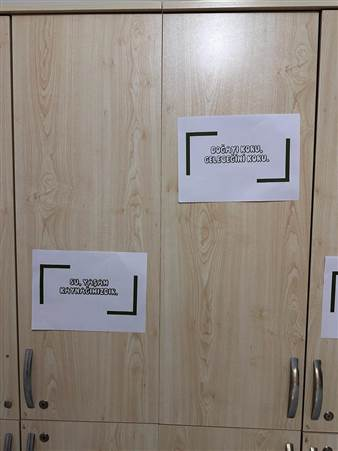 DOĞAYI KORU,
GELECEĞİNİ KORU.
SU, YAŞAM
KAYNAĞIMIZDIR.